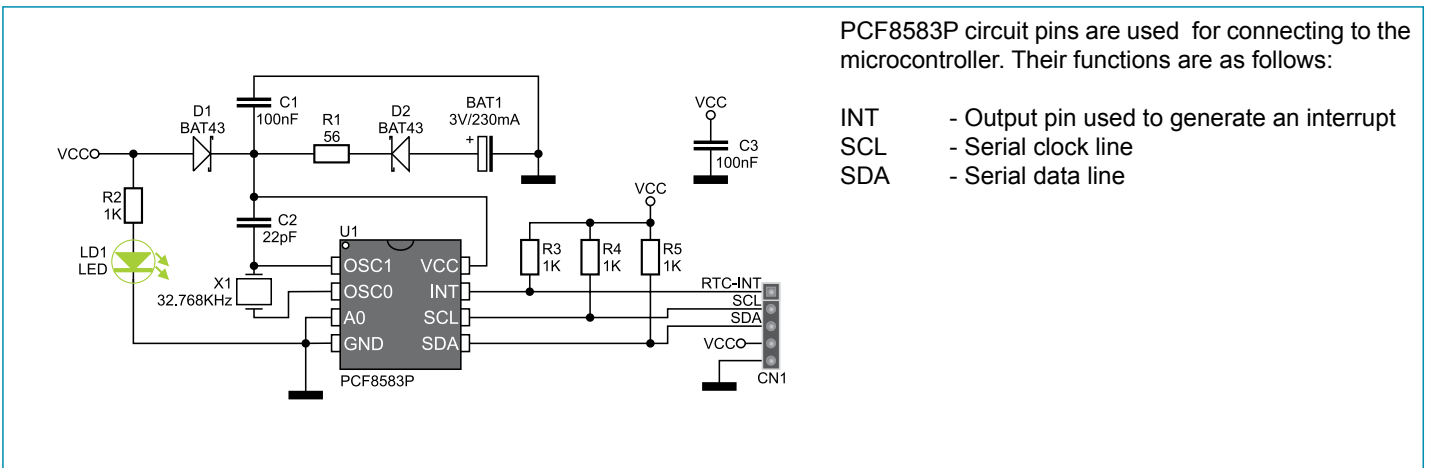 PCF8583P circuit pins are used for connecting to the
microcontroller. Their functions are as follows:
INT - Output pin used to generate an interrupt
SCL - Serial clock line
SDA - Serial data line
VCC
D1
BAT43
C1
100nF
R1
56
D2
BAT43
BAT1
3V/230mA
+
VCC
C3
100nF
R2
1K
LD1
LED
C2
22pF
X1
32.768KHz
U1
OSC1 VCC
OSC0 INT
A0 SCL
GND SDA
PCF8583P
VCC
R3
1K
R4
1K
R5
1K
RTC-INT
SCL
SDA
VCC
CN1